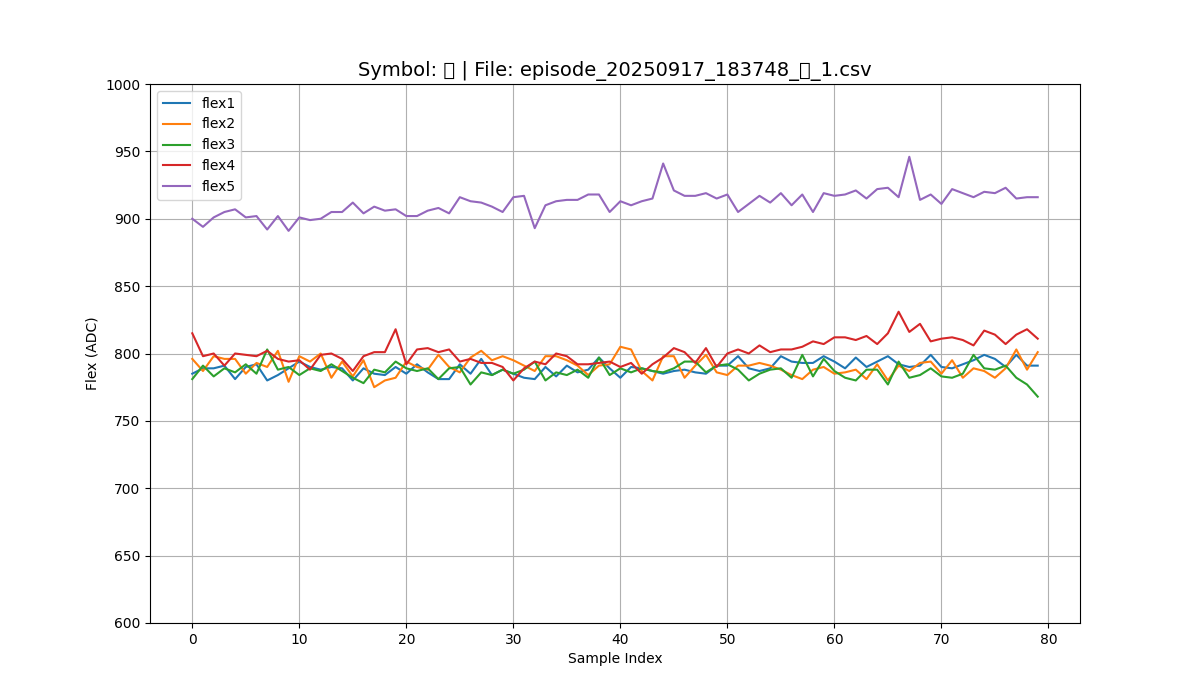 Symbol: | File: episode_20250917_183748_ _1.csv
1000
950
900
850
800
750
700
650
600
Flex (ADC)
flex1
flex2
flex3
flex4
flex5
0 10 20 30 40 50 60 70 80
Sample Index